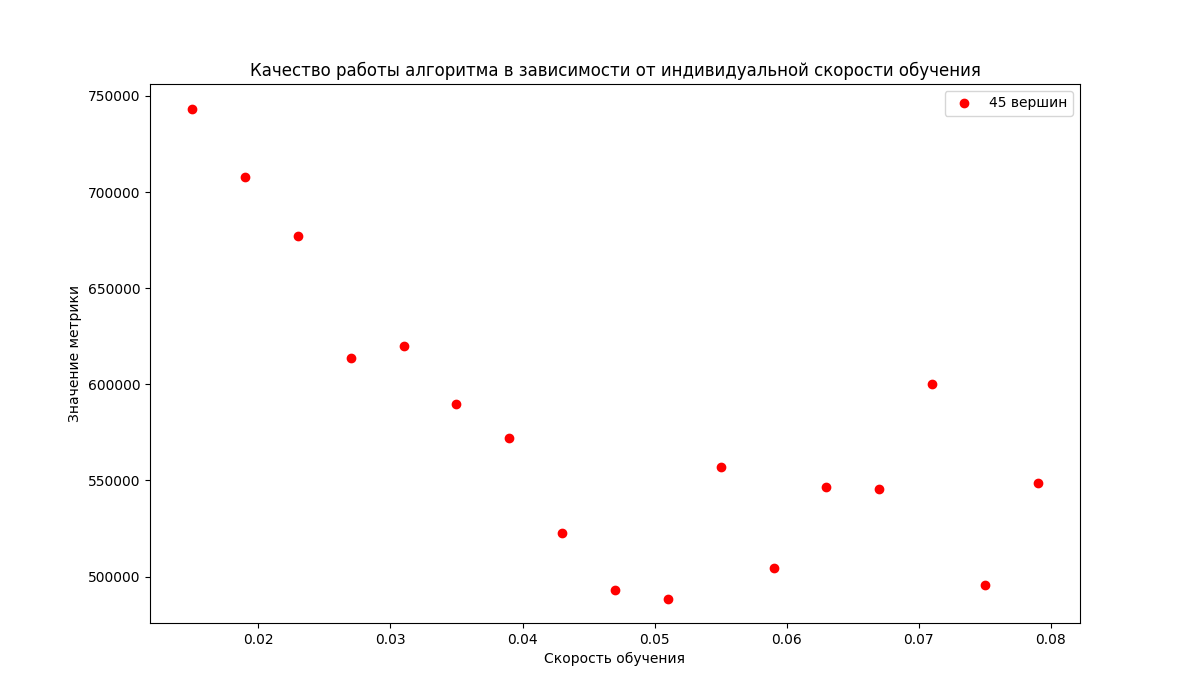 Качество работы алгоритма в зависимости от индивидуальной скорости обучения
45 вершин
Значение метрики
750000
700000
650000
600000
550000
500000
0.02 0.03 0.04 0.05 0.06 0.07 0.08
Скорость обучения